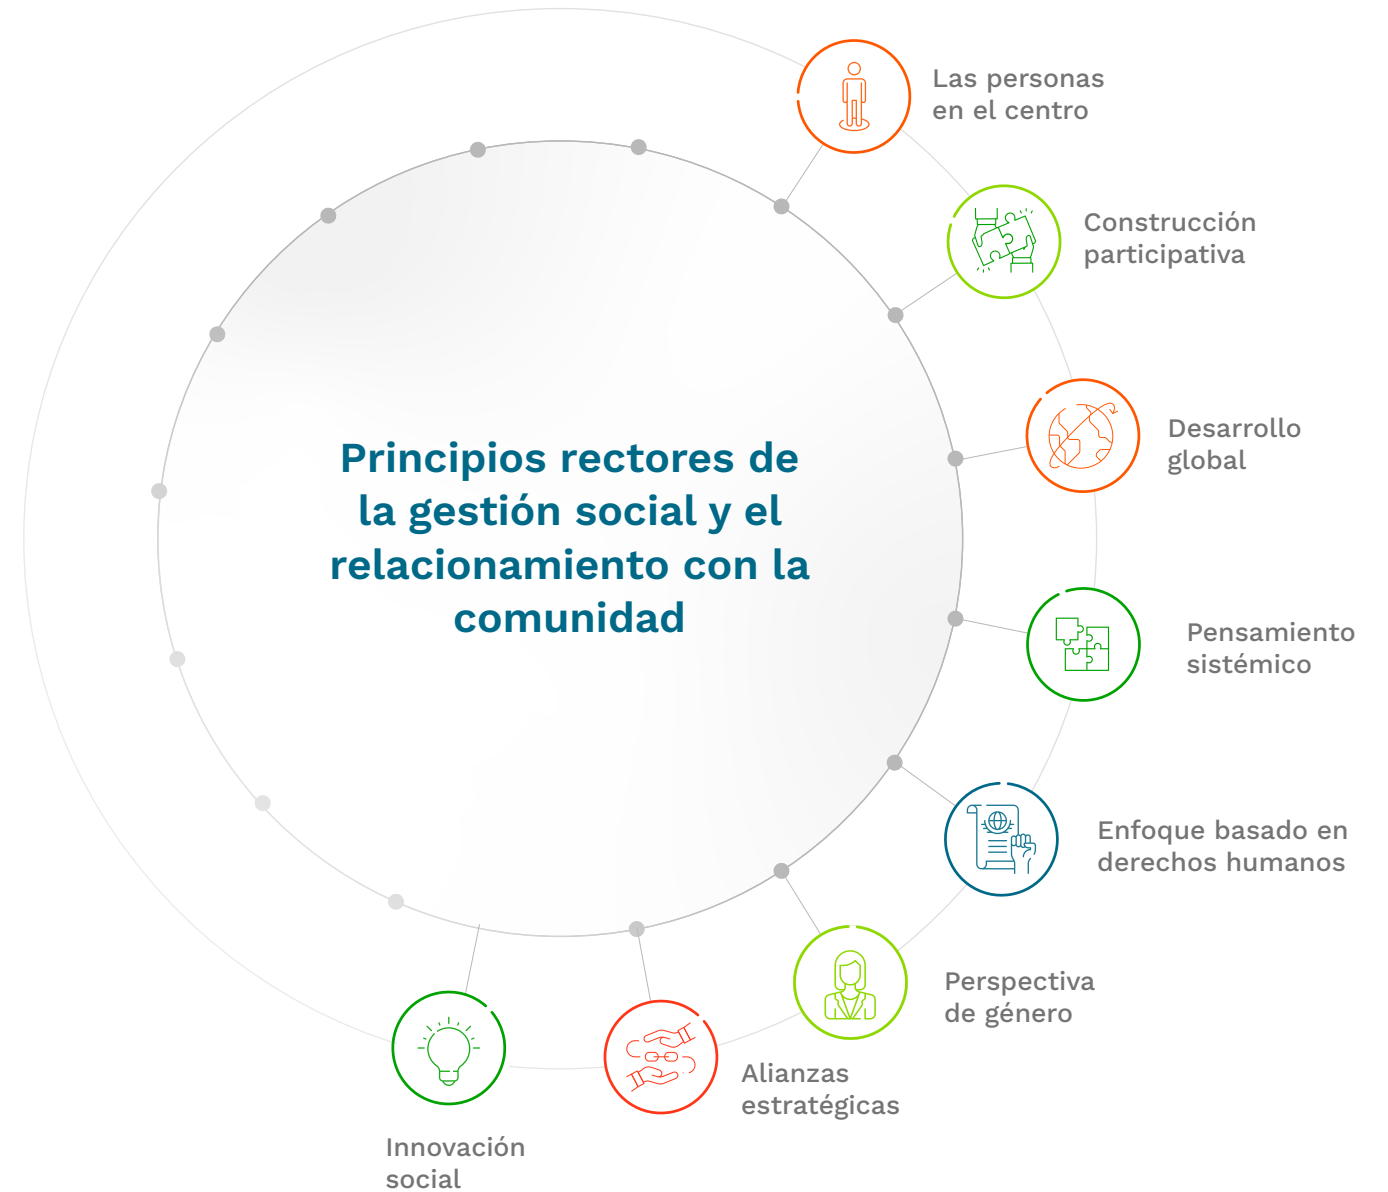 Las personas
en el centro
Construcción
participativa
Desarrollo
global
Principios rectores de
la gestión social y el
relacionamiento con la
comunidad
Pensamiento
sistémico
Enfoque basado en
derechos humanos
Perspectiva
de género
Alianzas
estratégicas
Innovación
social